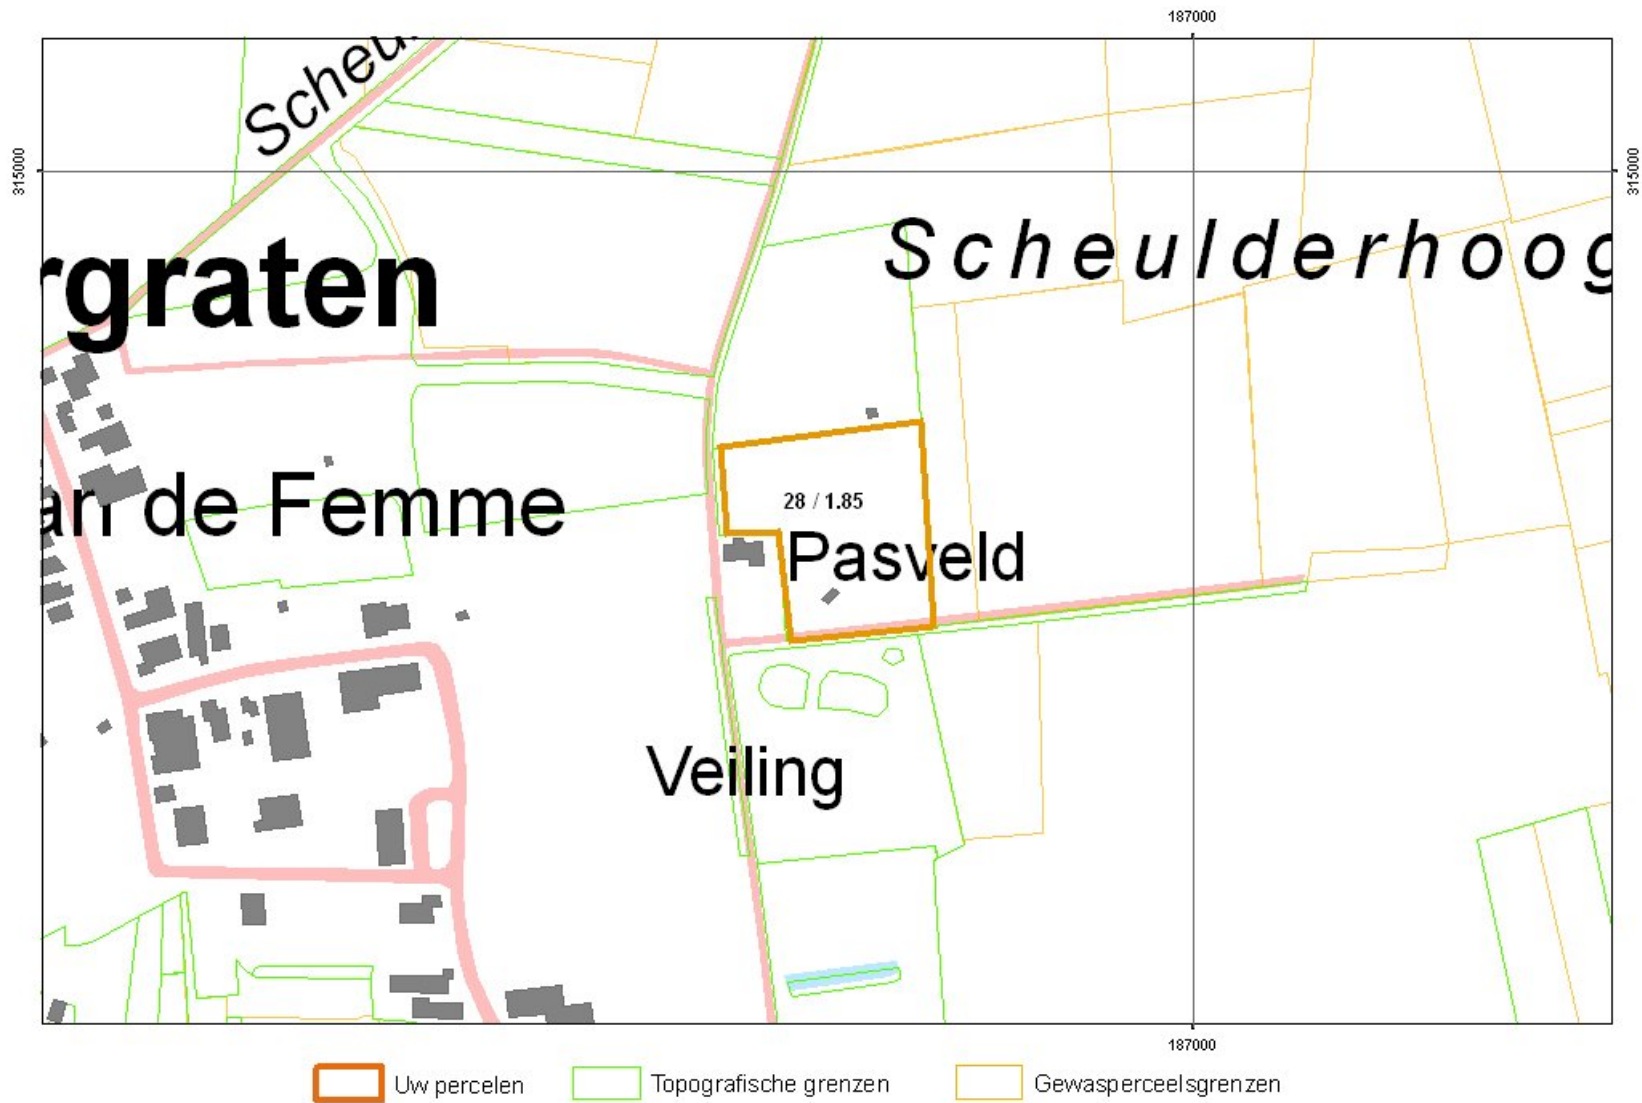 187000
Scheul
315000
315000
Scheulderhoog
rgraten
28 / 1.85
an de Femme
Pasveld
Veiling
187000
Uw percelen
Topografische grenzen
Gewasperceelsgrenzen